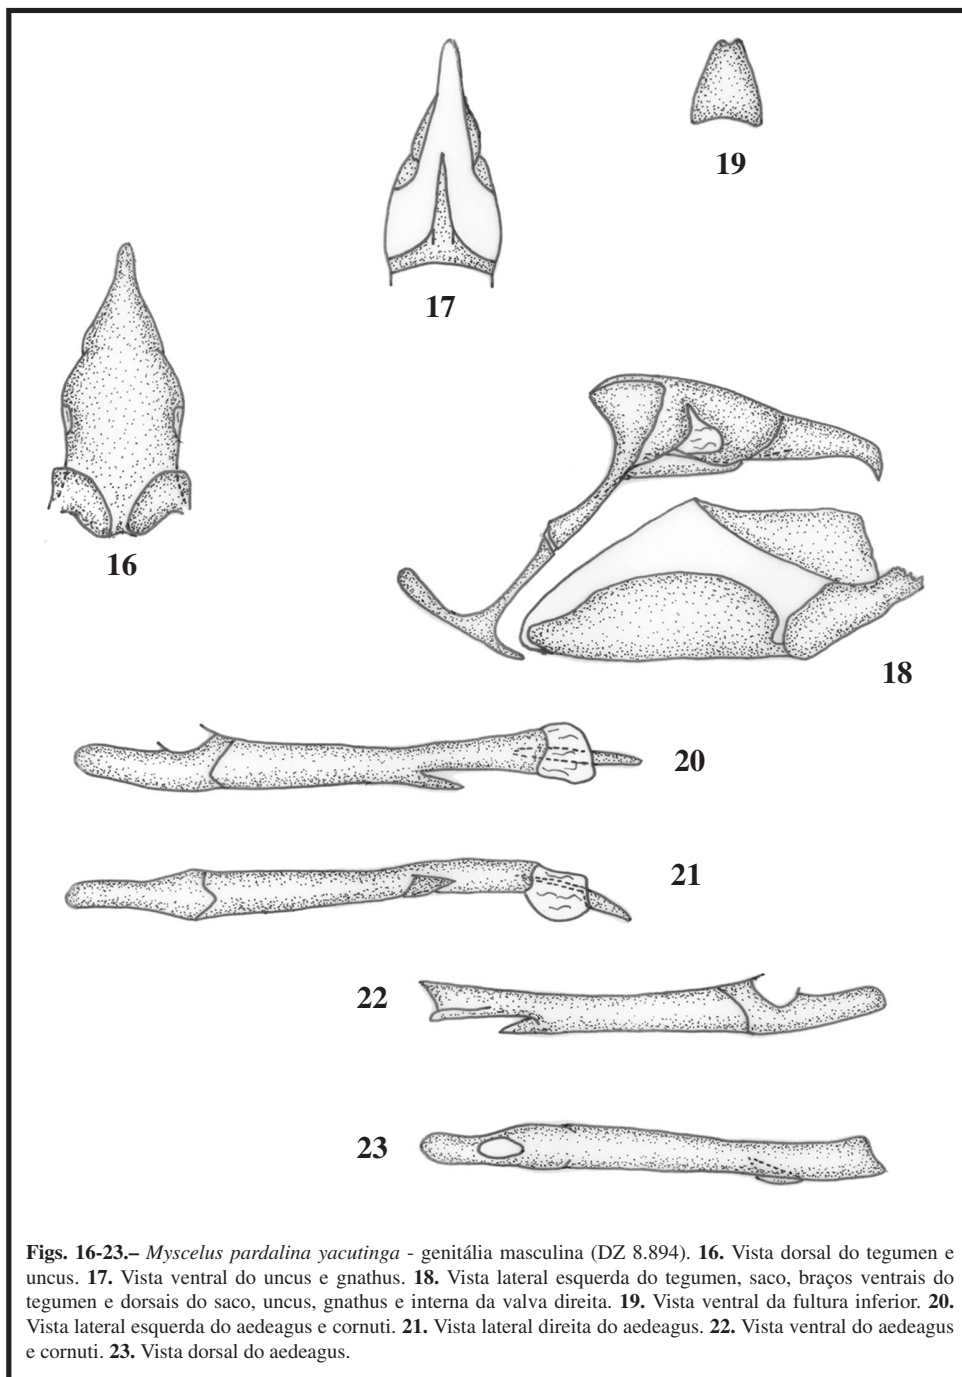 17
19
16
18
20
21
22
23
Figs. 16-23.– Myscelus pardalina yacutinga - genitália masculina (DZ 8.894). 16. Vista dorsal do tegumen e
uncus. 17. Vista ventral do uncus e gnathus. 18. Vista lateral esquerda do tegumen, saco, braços ventrais do
tegumen e dorsais do saco, uncus, gnathus e interna da valva direita. 19. Vista ventral da fultura inferior. 20.
Vista lateral esquerda do aedeagus e cornuti. 21. Vista lateral direita do aedeagus. 22. Vista ventral do aedeagus
e cornuti. 23. Vista dorsal do aedeagus.